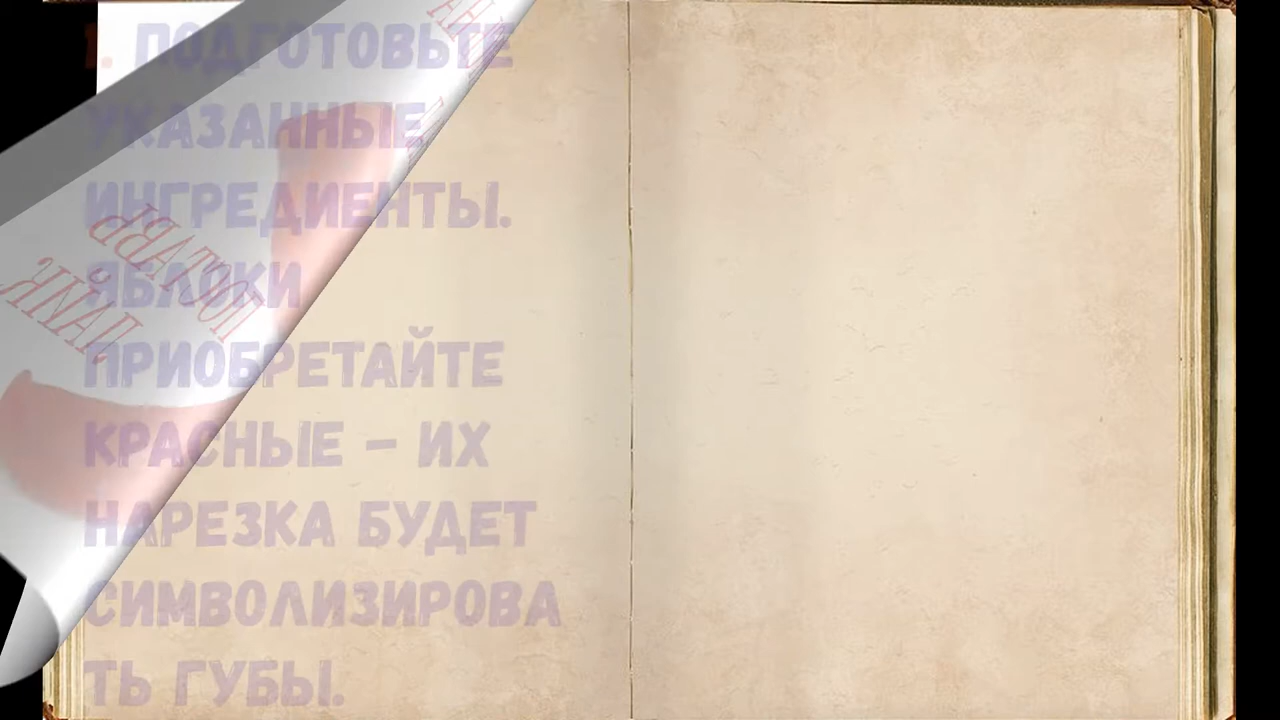 1. ПОДГОТОВЬТЕ
УКАЗАННЫЕ
ИНГРЕДИЕНТЫ.
ЯБЛОКИ
ПРИОБРЕТАЙТЕ
КРАСНЫЕ – ИХ
НАРЕЗКА БУДЕТ
СИМВОЛИЗИРОВА
ТЬ ГУБЫ.